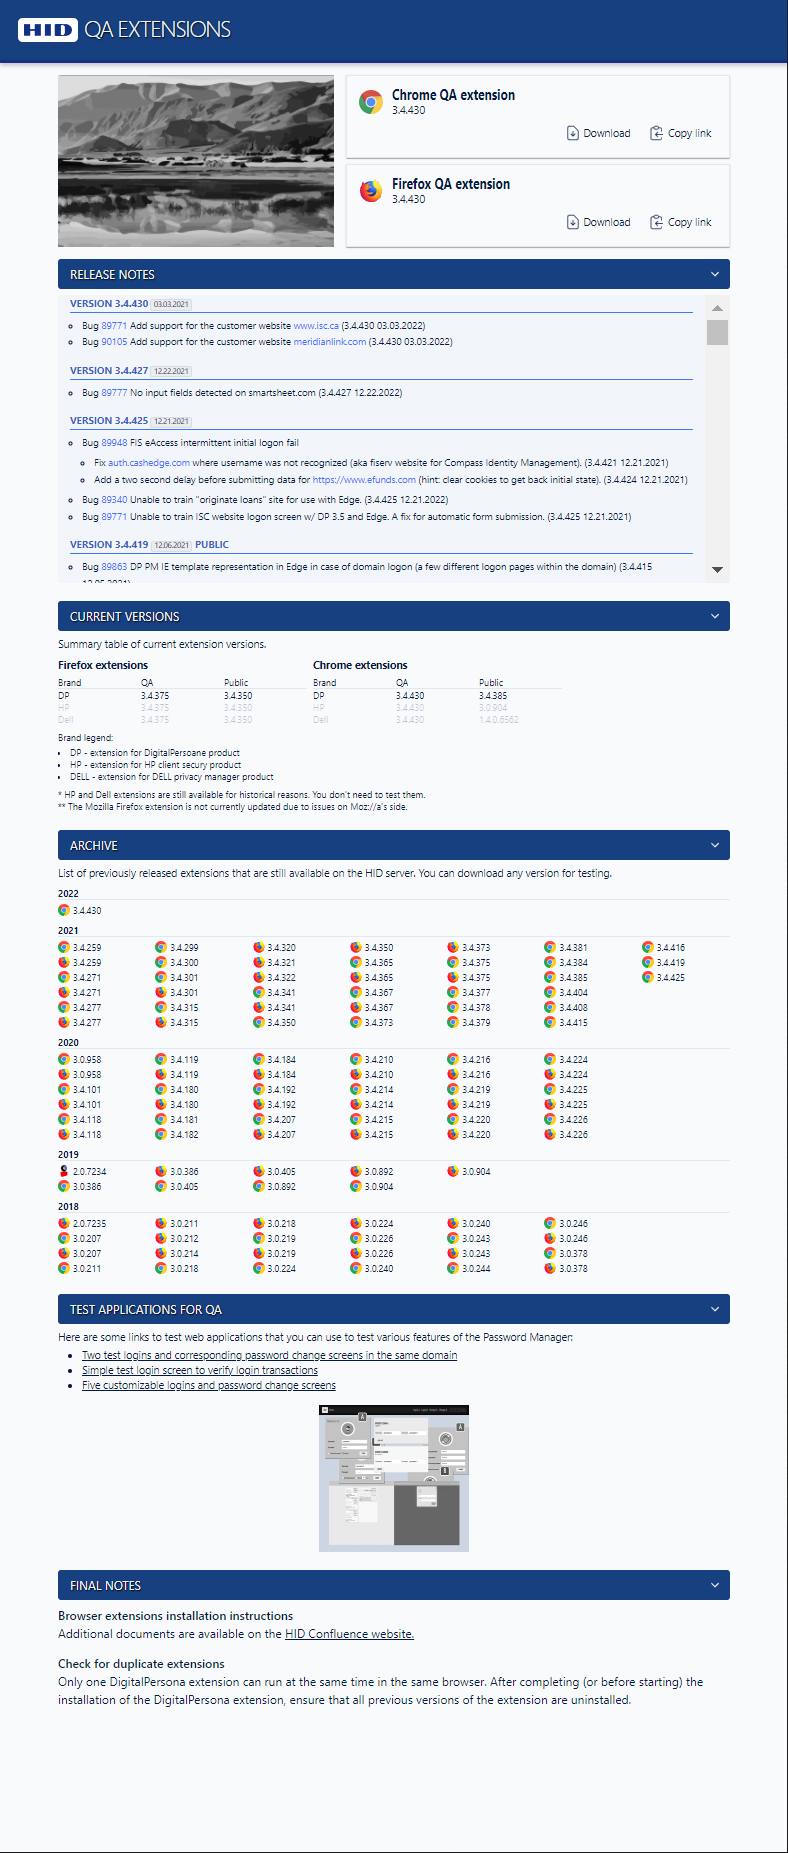 HID QA EXTENSIONS
Chrome QA extension
3.4.430
Download Copy link
Firefox QA extension
3.4.430
Download Copy link
RELEASE NOTES
VERSION 3.4.430 03.03.2021
Bug 89771 Add support for the customer website www.isc.ca (3.4.430 03.03.2022)
Bug 90105 Add support for the customer website meridianlink.com (3.4.430 03.03.2022)
VERSION 3.4.427 12.22.2021
Bug 89777 No input fields detected on smartsheet.com (3.4.427 12.22.2022)
VERSION 3.4.425 12.21.2021
Bug 89948 FIS eAccess intermittent initial logon fail
Fix auth.cashedge.com where username was not recognized (aka fiserv website for Compass Identity Management). (3.4.421 12.21.2021)
Add a two second delay before submitting data for https://www.efunds.com (hint: clear cookies to get back initial state). (3.4.424 12.21.2021)
Bug 89340 Unable to train "originate loans" site for use with Edge. (3.4.425 12.21.2022)
Bug 89771 Unable to train ISC website logon screen w/ DP 3.5 and Edge. A fix for automatic form submission. (3.4.425 12.21.2021)
VERSION 3.4.419 12.06.2021 PUBLIC
Bug 89863 DP PM IE template representation in Edge in case of domain logon (a few different logon pages within the domain) (3.4.415
12.05.2021)
CURRENT VERSIONS
Summary table of current extension versions.
Firefox extensions Chrome extensions
Brand QA Public Brand QA Public
DP 3.4.375 3.4.350 DP 3.4.430 3.4.385
HP 3.4.375 3.4.350 HP 3.4.430 3.0.904
Dell 3.4.375 3.4.350 Dell 3.4.430 1.4.0.6562
Brand legend:
DP - extension for DigitalPersoane product
HP - extension for HP client secury product
DELL - extension for DELL privacy manager product
* HP and Dell extensions are still available for historical reasons. You don't need to test them.
** The Mozilla Firefox extension is not currently updated due to issues on Moz://a's side.
ARCHIVE
List of previously released extensions that are still available on the HID server. You can download any version for testing.
2022
3.4.430
2021
3.4.259 3.4.299 3.4.320 3.4.350 3.4.373 3.4.381 3.4.416
3.4.259 3.4.300 3.4.321 3.4.365 3.4.375 3.4.384 3.4.419
3.4.271 3.4.301 3.4.322 3.4.365 3.4.375 3.4.385 3.4.425
3.4.271 3.4.301 3.4.341 3.4.367 3.4.377 3.4.404
3.4.277 3.4.315 3.4.341 3.4.367 3.4.378 3.4.408
3.4.277 3.4.315 3.4.350 3.4.373 3.4.379 3.4.415
2020
3.0.958 3.4.119 3.4.184 3.4.210 3.4.216 3.4.224
3.0.958 3.4.119 3.4.184 3.4.210 3.4.216 3.4.224
3.4.101 3.4.180 3.4.192 3.4.214 3.4.219 3.4.225
3.4.101 3.4.180 3.4.192 3.4.214 3.4.219 3.4.225
3.4.118 3.4.181 3.4.207 3.4.215 3.4.220 3.4.226
3.4.118 3.4.182 3.4.207 3.4.215 3.4.220 3.4.226
2019
2.0.7234 3.0.386 3.0.405 3.0.892 3.0.904
3.0.386 3.0.405 3.0.892 3.0.904
2018
2.0.7235 3.0.211 3.0.218 3.0.224 3.0.240 3.0.246
3.0.207 3.0.212 3.0.219 3.0.226 3.0.243 3.0.246
3.0.207 3.0.214 3.0.219 3.0.226 3.0.243 3.0.378
3.0.211 3.0.218 3.0.224 3.0.240 3.0.244 3.0.378
TEST APPLICATIONS FOR QA
Here are some links to test web applications that you can use to test various features of the Password Manager:
Two test logins and corresponding password change screens in the same domain
Simple test login screen to verify login transactions
Five customizable logins and password change screens
A
A
B
FINAL NOTES
Browser extensions installation instructions
Additional documents are available on the HID Confluence website.
Check for duplicate extensions
Only one DigitalPersona extension can run at the same time in the same browser. After completing (or before starting) the
installation of the DigitalPersona extension, ensure that all previous versions of the extension are uninstalled.